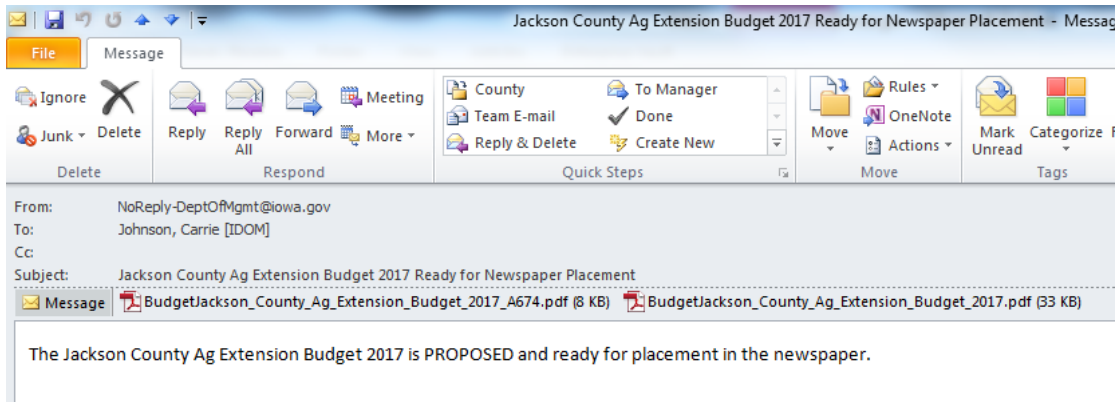 Jackson County Ag Extension Budget 2017 Ready for Newspaper Placement - Messag
File Message
Ignore
Junk
Delete
Reply
Reply All
Forward
Meeting
More
County
Team E-mail
Reply & Delete
To Manager
Done
Create New
Move
Rules
OneNote
Actions
Mark Unread
Categorize
F
Delete Respond Quick Steps Move Tags
From: NoReply-DeptOfMgmt@iowa.gov
To: Johnson, Carrie [IDOM]
Cc:
Subject: Jackson County Ag Extension Budget 2017 Ready for Newspaper Placement
Message BudgetJackson_County_Ag_Extension_Budget_2017_A674.pdf (8 KB) BudgetJackson_County_Ag_Extension_Budget_2017.pdf (33 KB)
The Jackson County Ag Extension Budget 2017 is PROPOSED and ready for placement in the newspaper.